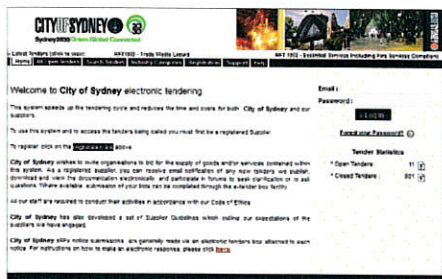 CITY OF SYDNEY
Sydney2030 Green Global Connected
Latest Tenders (click to view): RFT 1502 - Trade Waste RFT 1502 - Essential Services Including Fire Services Compliance
Home All Open Tenders Search Tenders Industry Categories Registration Support FAQ
Welcome to City of Sydney electronic tendering
This system speeds up the tendering cycle and reduces the time and costs for both City of Sydney and our
suppliers.
To use this system and to access the tenders being called you must first be a registered Supplier
To register click on the Registration above
City of Sydney wishes to invite organisations to bid for the supply of goods and/or services contained within
this system. As a registered supplier, you can receive email notification of any new tenders we publish,
download and view the documentation electronically, and participate in forums to seek clarification or to ask
questions. Where available, submission of your bids can be completed through the etender box facility
All our staff are required to conduct their activities in accordance with our Code of Ethics
City of Sydney has also developed a set of Supplier Guidelines which outline our expectations of the
suppliers we have engaged.
City of Sydney submissions are generally made via an electronic tenders box attached to each
notice. For instructions on how to make an electronic response, please click here.
Email:
Password:
LOGIN
Forgot your Password?
Tender Statistics
* Open Tenders : 11
* Closed Tenders : 801